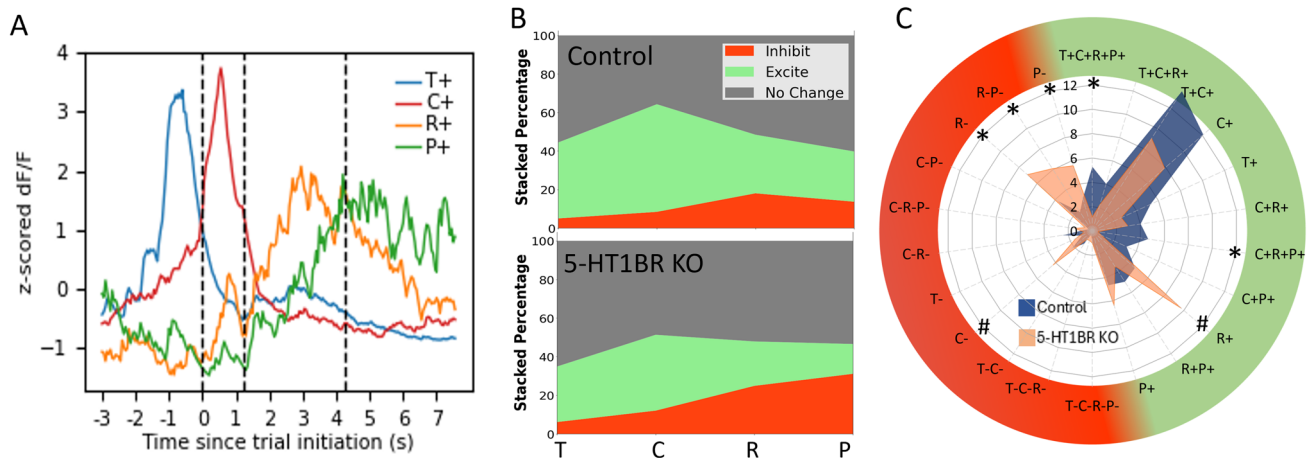 A
z-scored dF/F
4
3
2
1
0
−1
T+
C+
R+
P+
-3
-2
-1
0
1
2
3
4
5
6
7
Time since trial initiation (s)
B
Stacked Percentage
100
80
60
40
20
0
Control
Inhibit
Excite
No Change
Stacked Percentage
100
80
60
40
20
0
5-HT1BR KO
T
C
R
P
C
T+C+R+P+
T+C+R+
T+C+
C+
T+
C+R+
C+R+P+
C+P+
R+
R+P+
P+
T-C-R-P-
T-C-R-
T-C-
C-
T-
C-R-
C-R-P-
C-P-
R-
R-P-
P-
12
10
8
6
4
2
0
*
*
*
*
*
#
#
Control
5-HT1BR KO